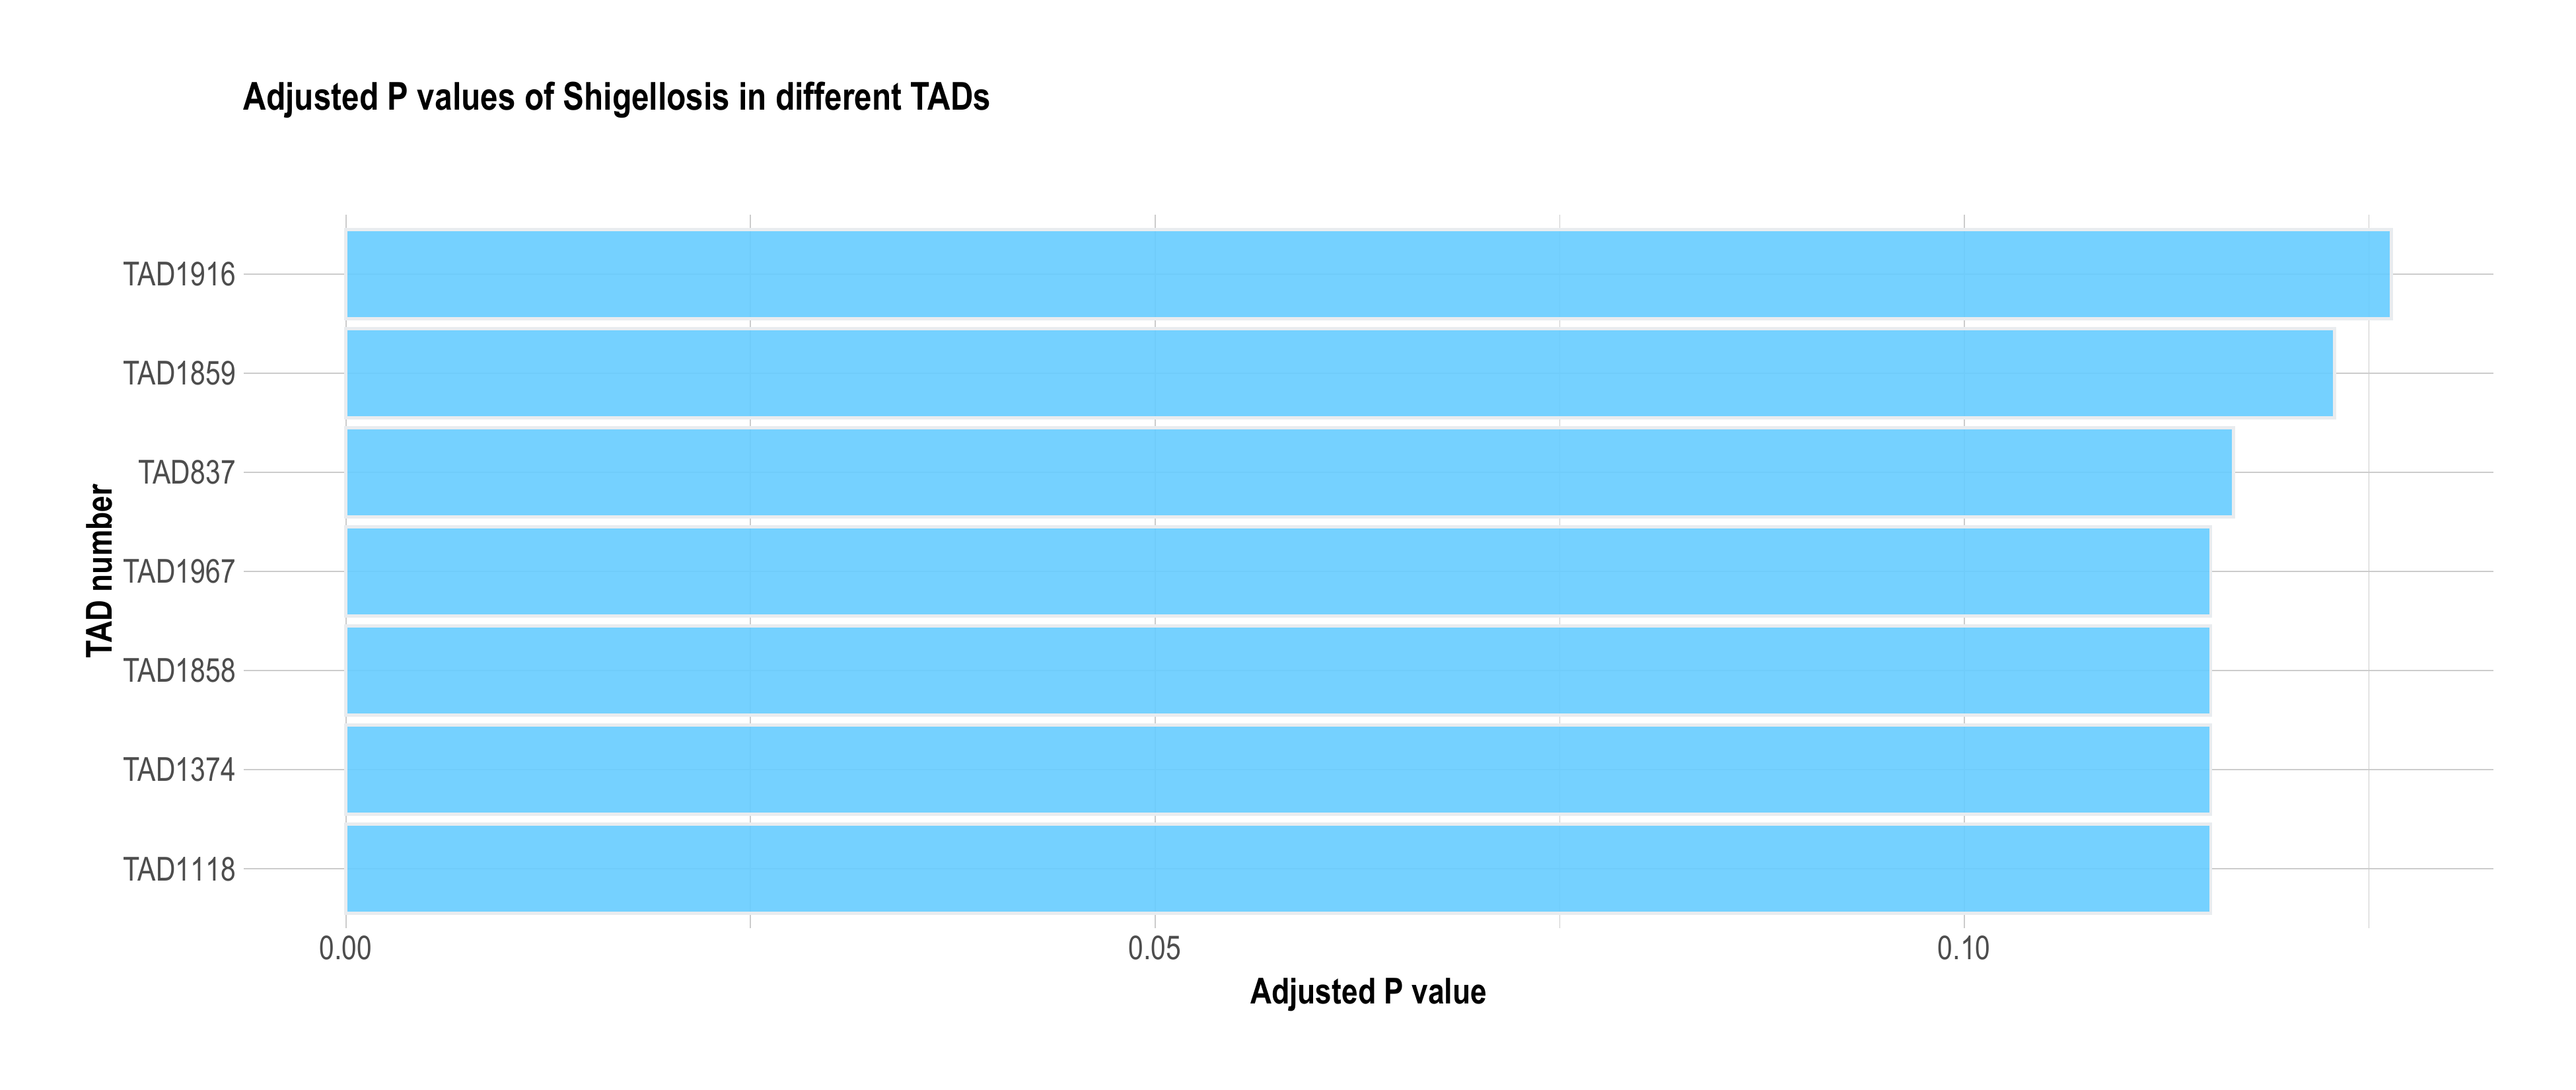 Adjusted P values of Shigellosis in different TADs
TAD number
TAD1916
TAD1859
TAD837
TAD1967
TAD1858
TAD1374
TAD1118
0.00 0.05 0.10
Adjusted P value